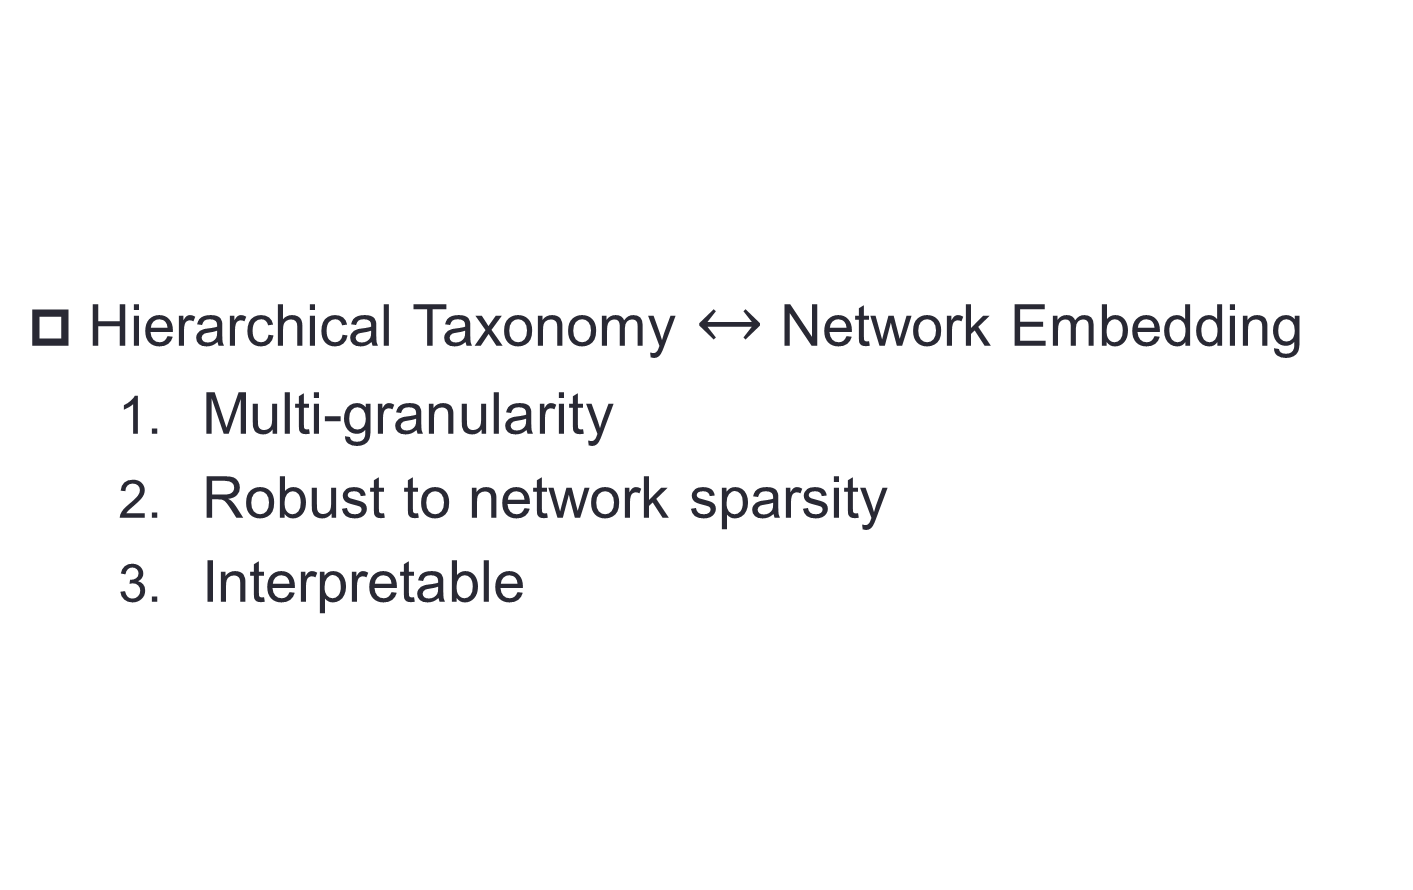 Hierarchical Taxonomy ↔ Network Embedding
1. Multi-granularity
2. Robust to network sparsity
3. Interpretable